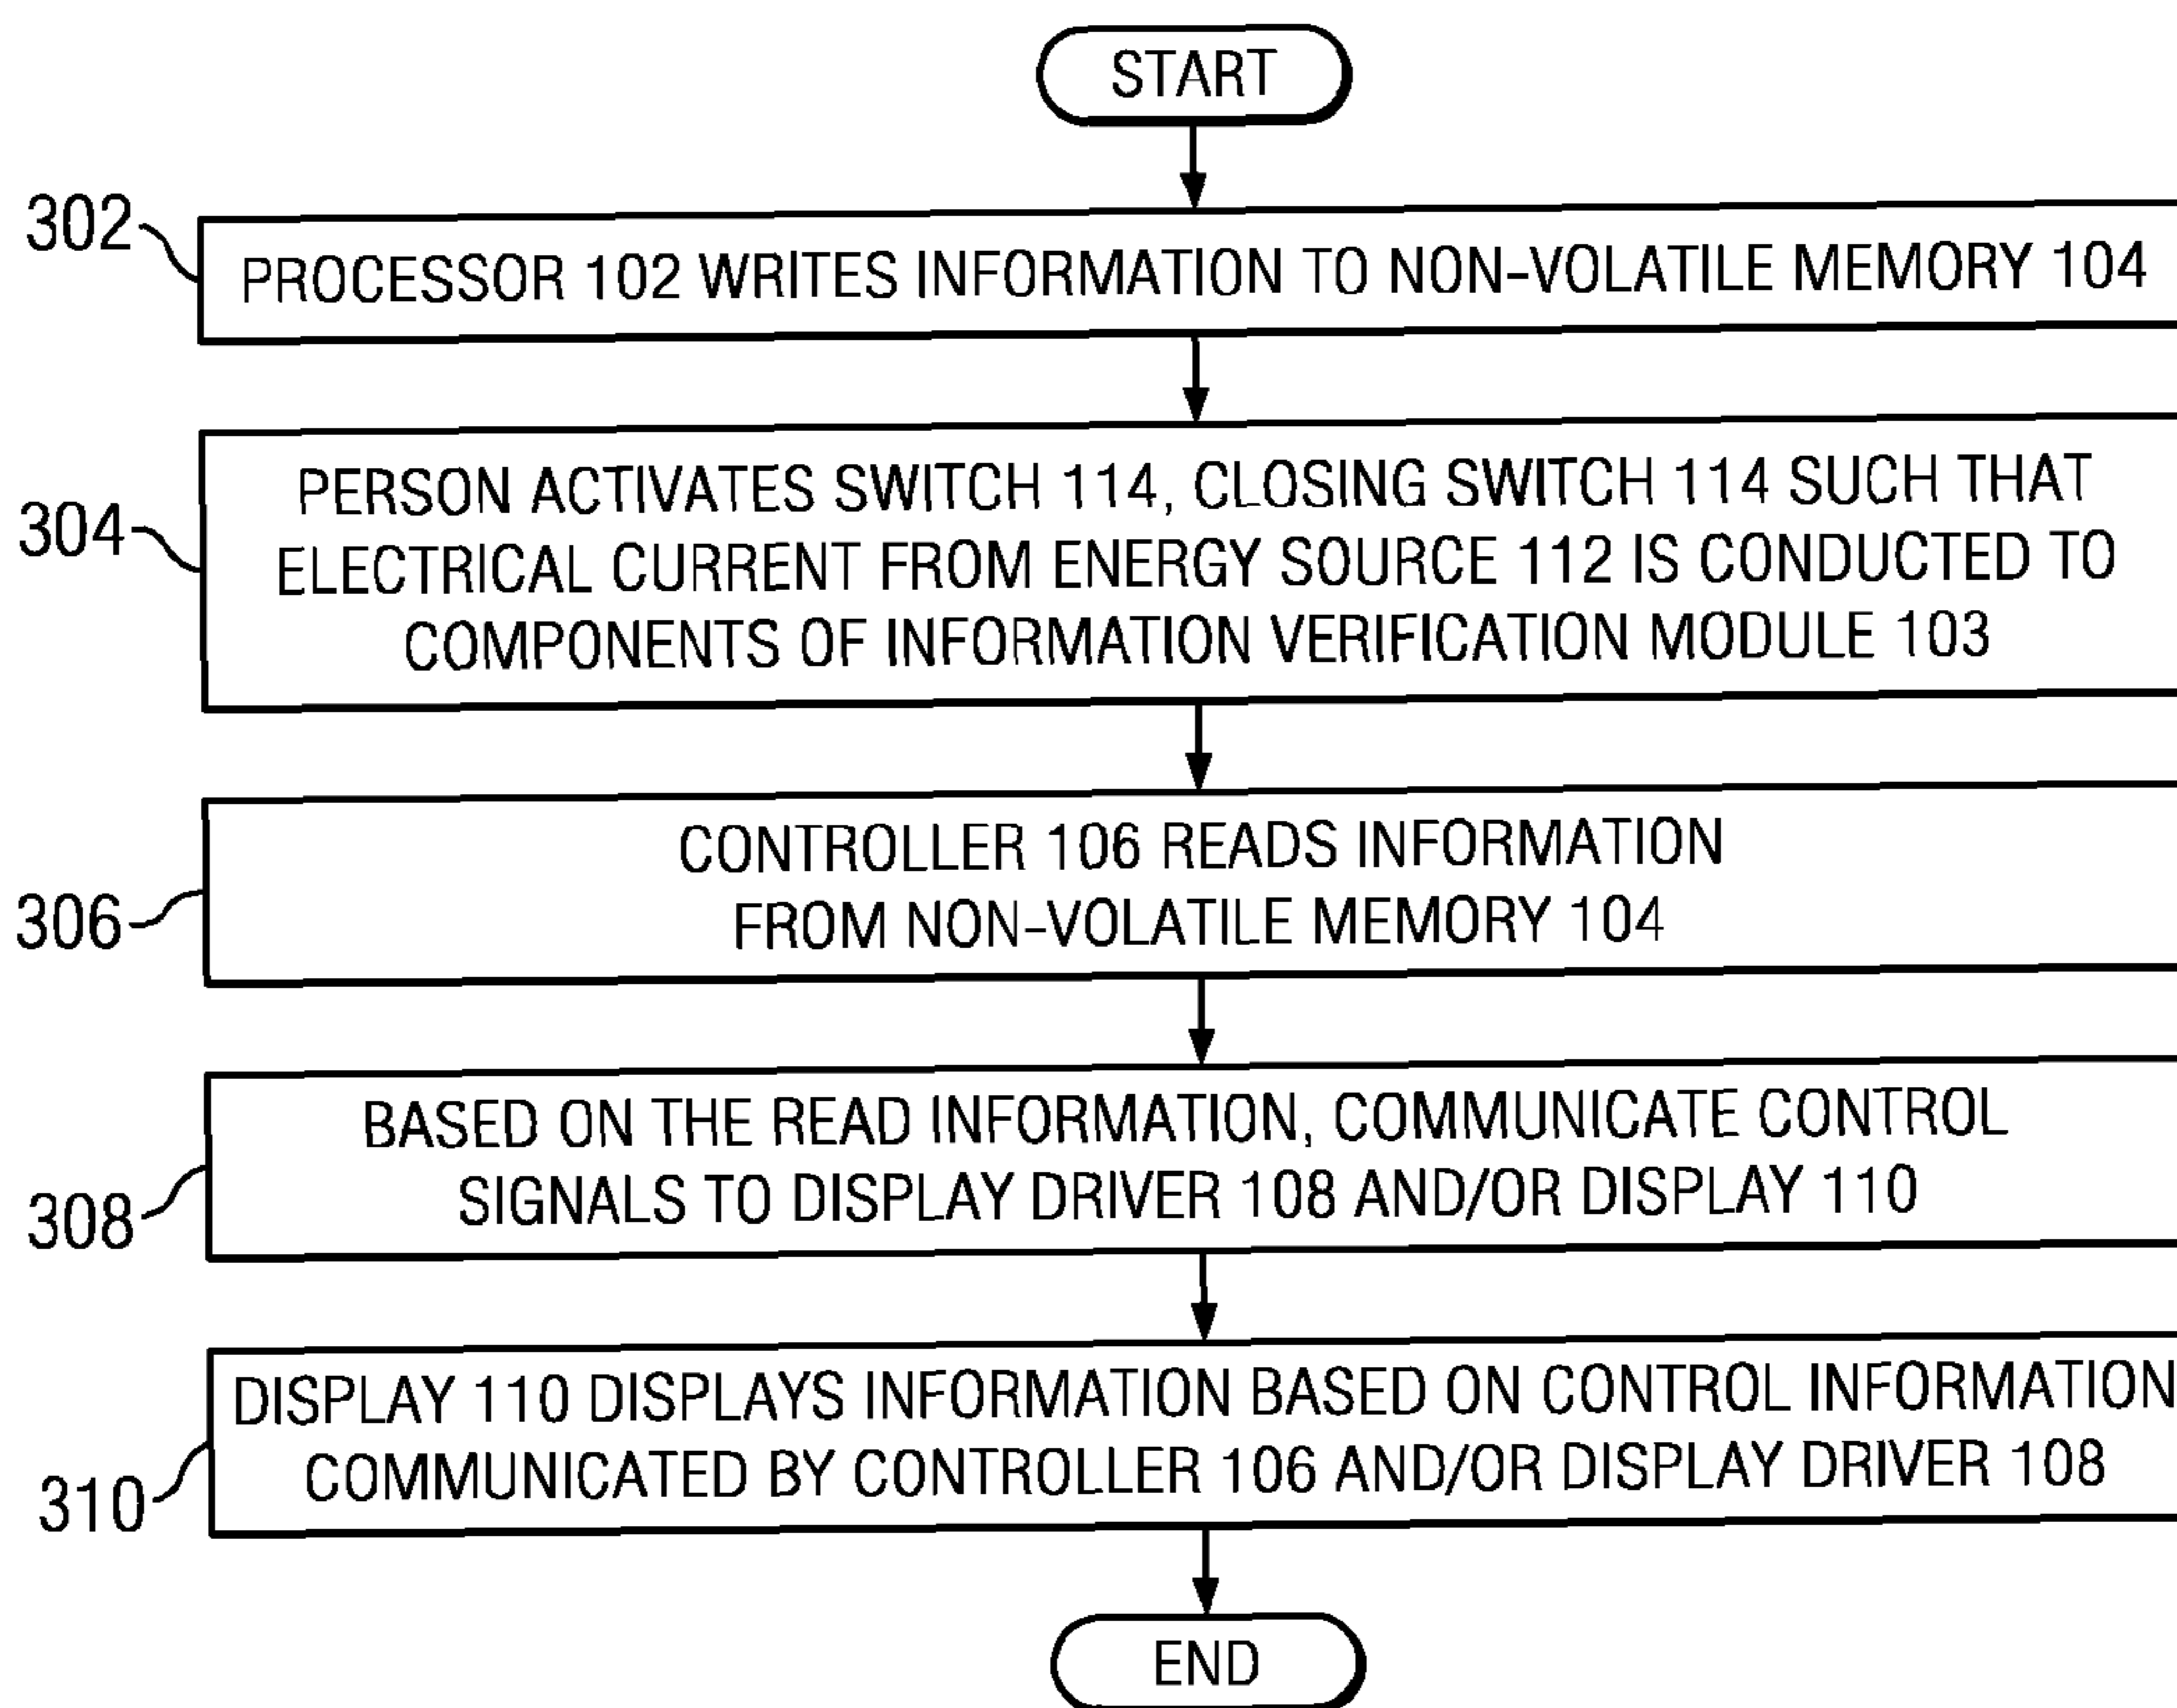 START
302
PROCESSOR 102 WRITES INFORMATION TO NON-VOLATILE MEMORY 104
304
PERSON ACTIVATES SWITCH 114, CLOSING SWITCH 114 SUCH THAT
ELECTRICAL CURRENT FROM ENERGY SOURCE 112 IS CONDUCTED TO
COMPONENTS OF INFORMATION VERIFICATION MODULE 103
306
CONTROLLER 106 READS INFORMATION
FROM NON-VOLATILE MEMORY 104
308
BASED ON THE READ INFORMATION, COMMUNICATE CONTROL
SIGNALS TO DISPLAY DRIVER 108 AND/OR DISPLAY 110
310
DISPLAY 110 DISPLAYS INFORMATION BASED ON CONTROL INFORMATION
COMMUNICATED BY CONTROLLER 106 AND/OR DISPLAY DRIVER 108
END